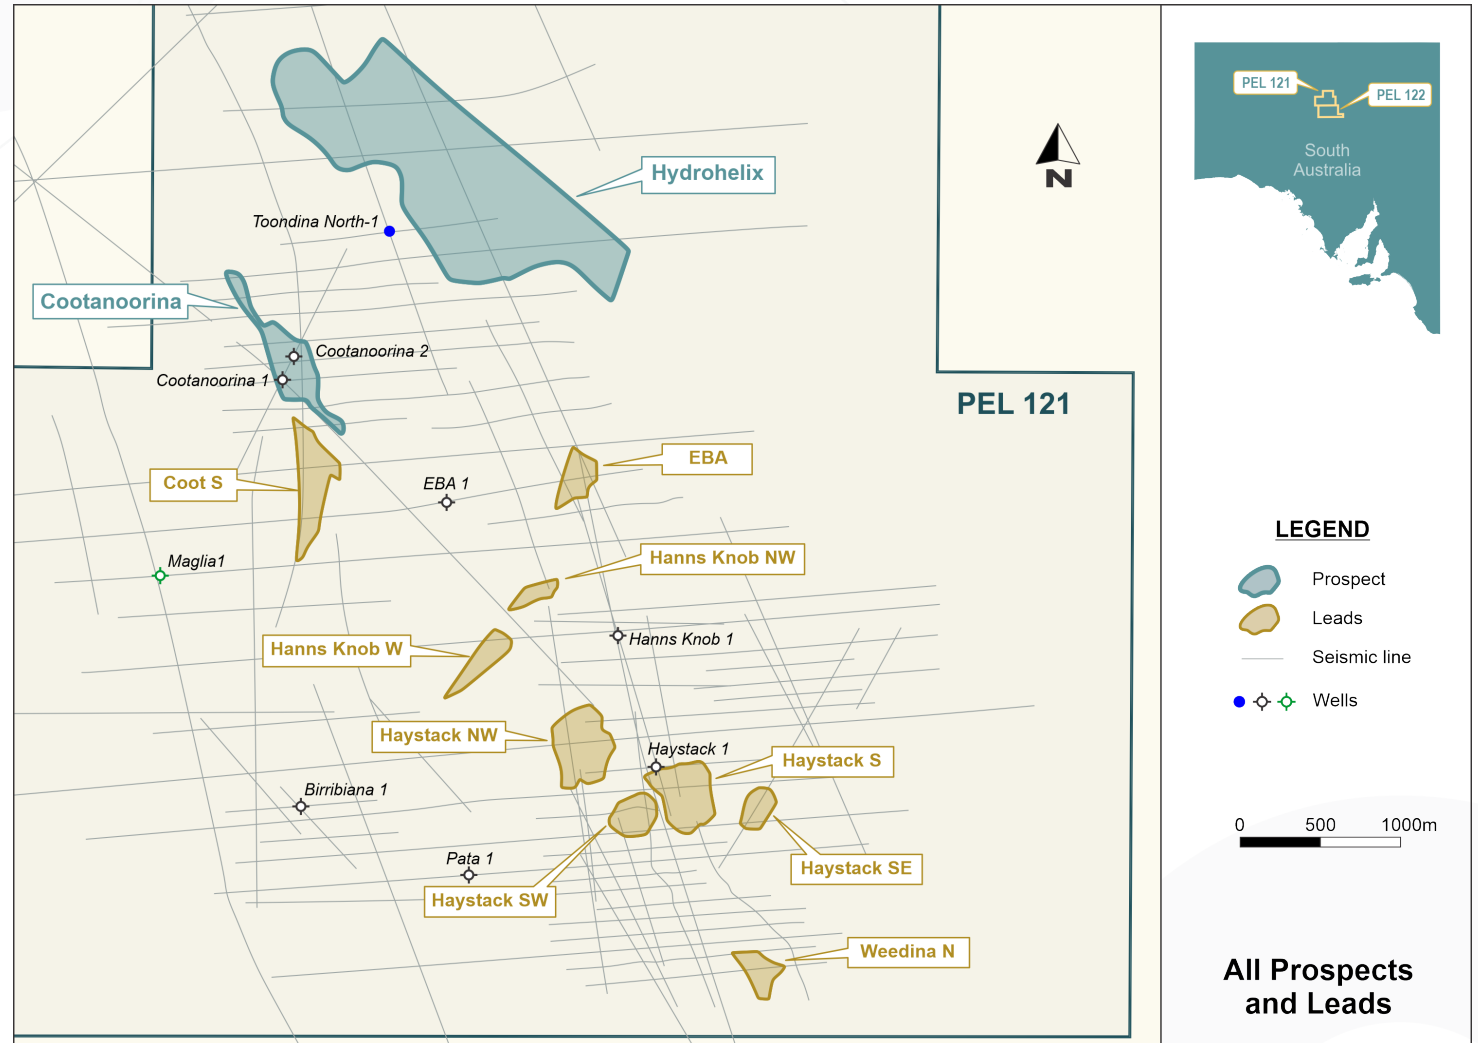 PEL 121
PEL 122
South
Australia
Hydrohelix
N
Toondina North-1
Cootanoorina
Cootanoorina 2
Cootanoorina 1
PEL 121
EBA
Coot S
EBA 1
Maglia1
Hanns Knob NW
Hanns Knob 1
Hanns Knob W
Haystack NW
Haystack 1
Haystack S
Birribiana 1
Pata 1
Haystack SE
Haystack SW
Weedina N
LEGEND
Prospect
Leads
Seismic line
Wells
0 500 1000m
All Prospects
and Leads